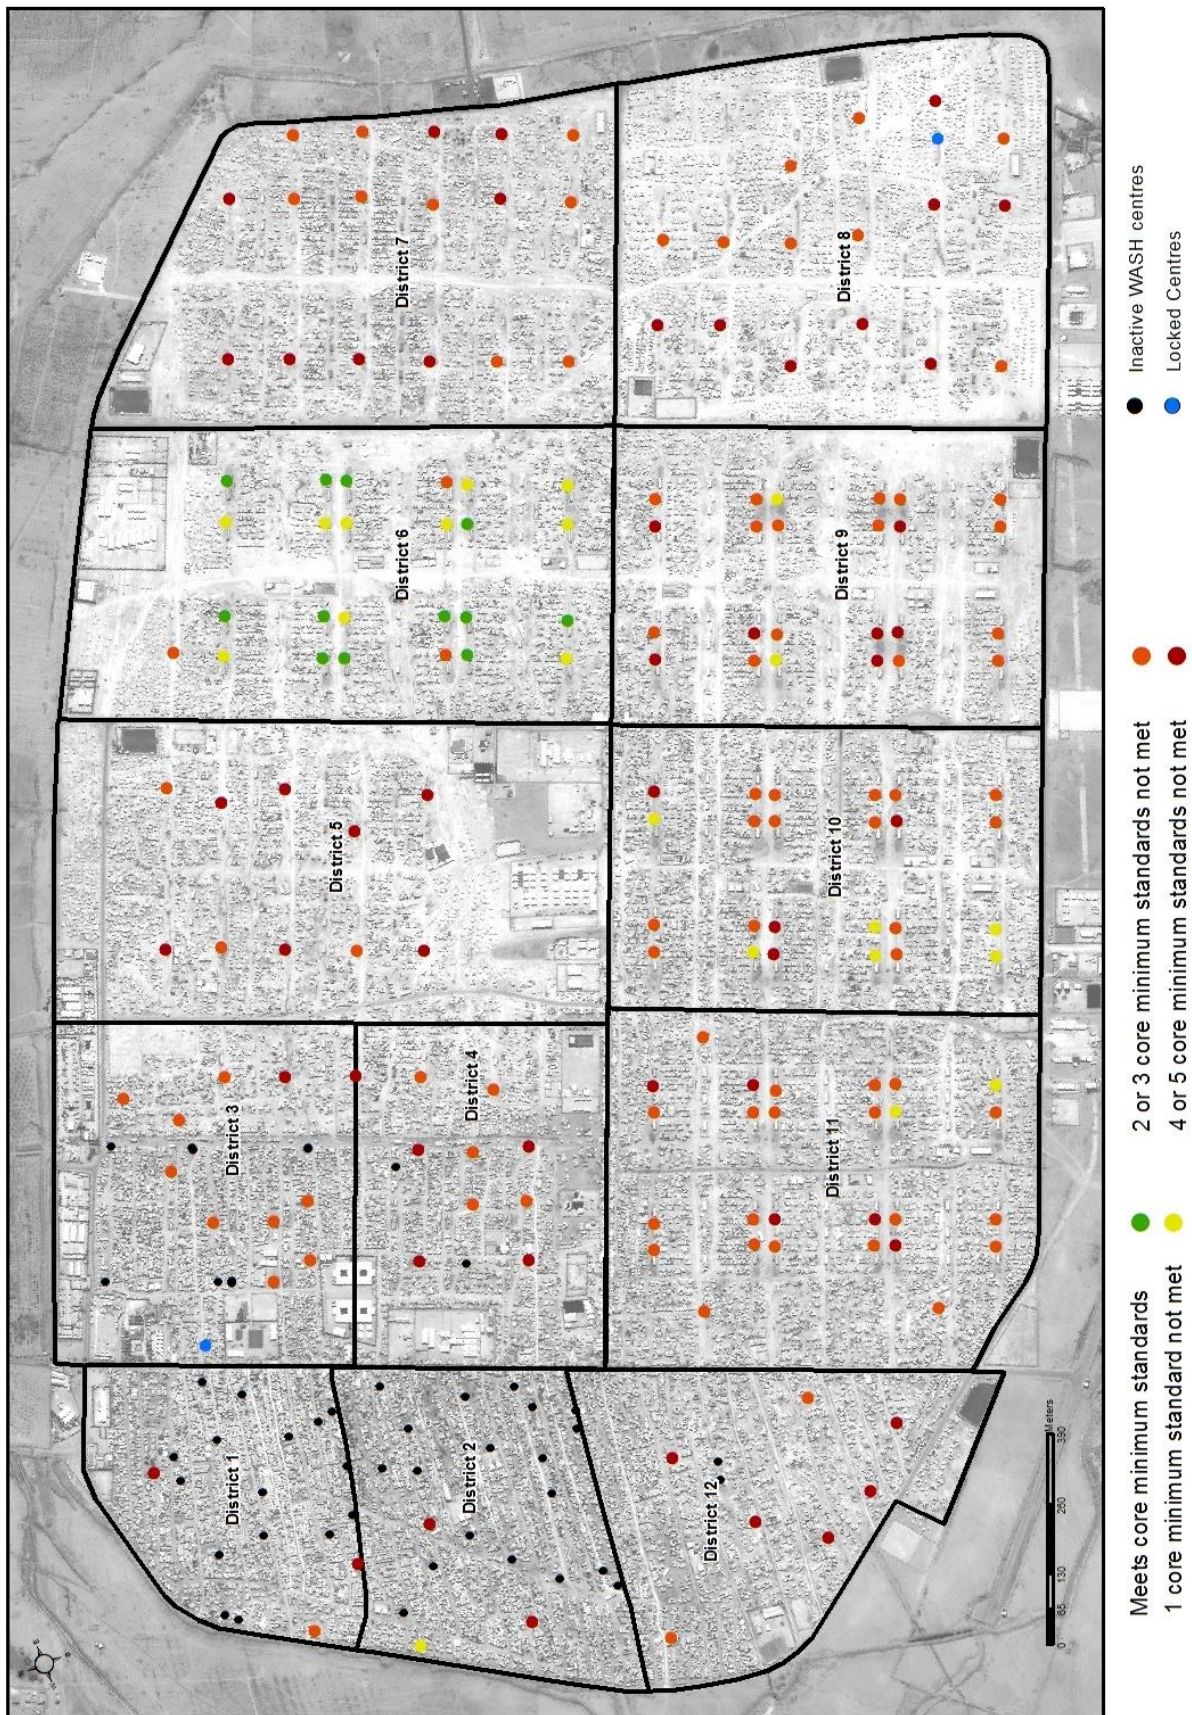 District 1
District 2
District 12
District 3
District 4
District 11
District 5
District 10
District 6
District 9
District 7
District 8
0 65 130 260 390
Meters
Meets core minimum standards
1 core minimum standard not met
2 or 3 core minimum standards not met
4 or 5 core minimum standards not met
Inactive WASH centres
Locked Centres